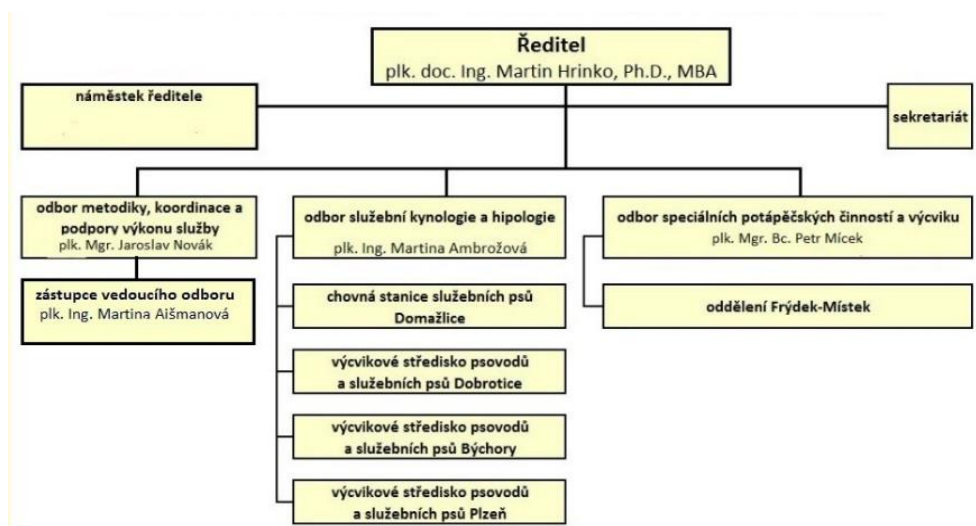 Ředitel
plk. doc. Ing. Martin Hrinko, Ph.D., MBA
náměstek ředitele
sekretariát
odbor metodiky, koordinace a
podpory výkonu služby
plk. Mgr. Jaroslav Novák
zástupce vedoucího odboru
plk. Ing. Martina Aišmanová
odbor služební kynologie a hipologie
plk. Ing. Martina Ambrožová
chovná stanice služebních psů
Domažlice
výcvikové středisko psovodů
a služebních psů Dobrotice
výcvikové středisko psovodů
a služebních psů Býchory
výcvikové středisko psovodů
a služebních psů Plzeň
odbor speciálních potápěčských činností a výcviku
plk. Mgr. Bc. Petr Mícek
oddělení Frýdek-Místek